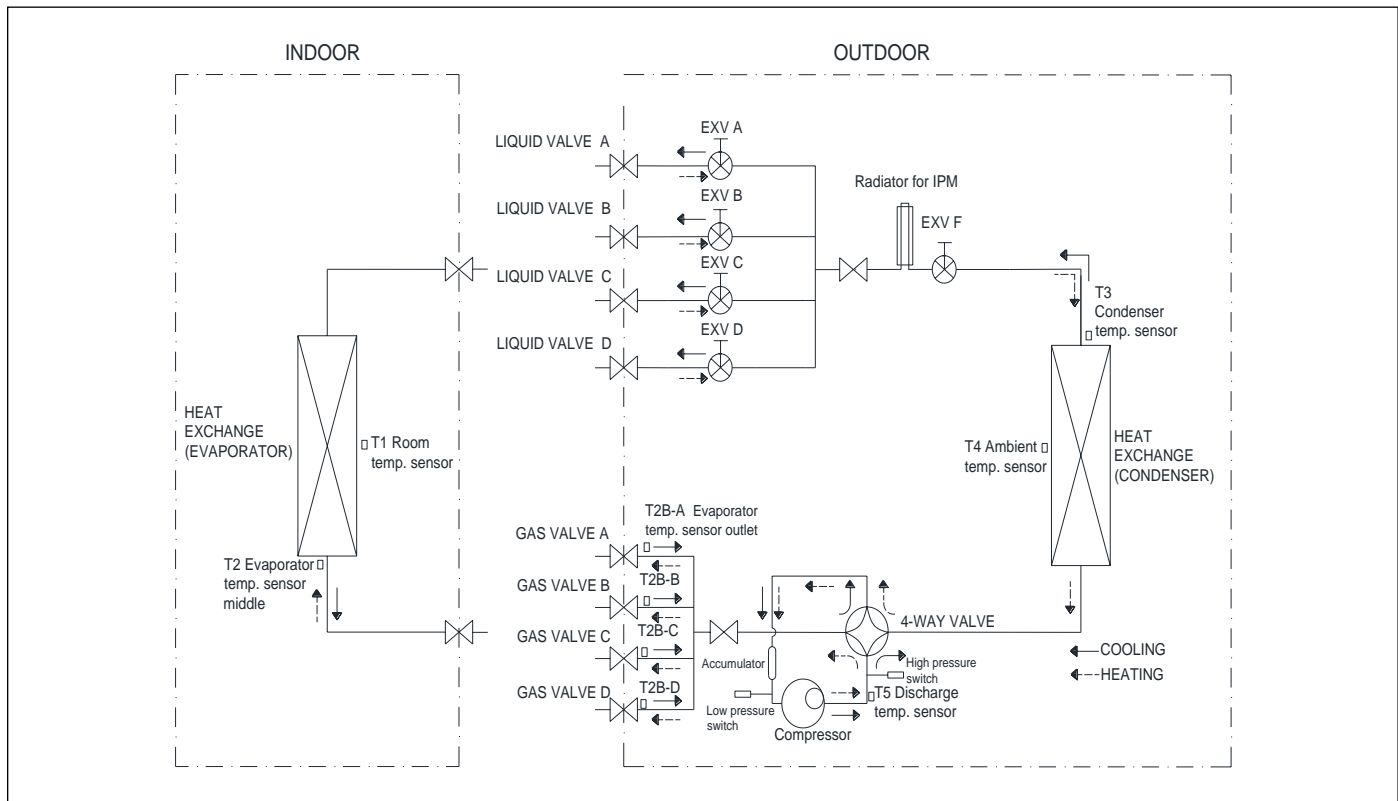 INDOOR
OUTDOOR
LIQUID VALVE A
EXV A
LIQUID VALVE B
EXV B
LIQUID VALVE C
EXV C
LIQUID VALVE D
EXV D
Radiator for IPM
EXV F
T3
Condenser
temp. sensor
HEAT
EXCHANGE
(EVAPORATOR)
T1 Room
temp. sensor
T4 Ambient
temp. sensor
HEAT
EXCHANGE
(CONDENSER)
T2 Evaporator
temp. sensor
middle
GAS VALVE A
T2B-A Evaporator
temp. sensor outlet
GAS VALVE B
T2B-B
GAS VALVE C
T2B-C
GAS VALVE D
T2B-D
4-WAY VALVE
Accumulator
High pressure
switch
Low pressure
switch
T5 Discharge
temp. sensor
Compressor
COOLING
HEATING